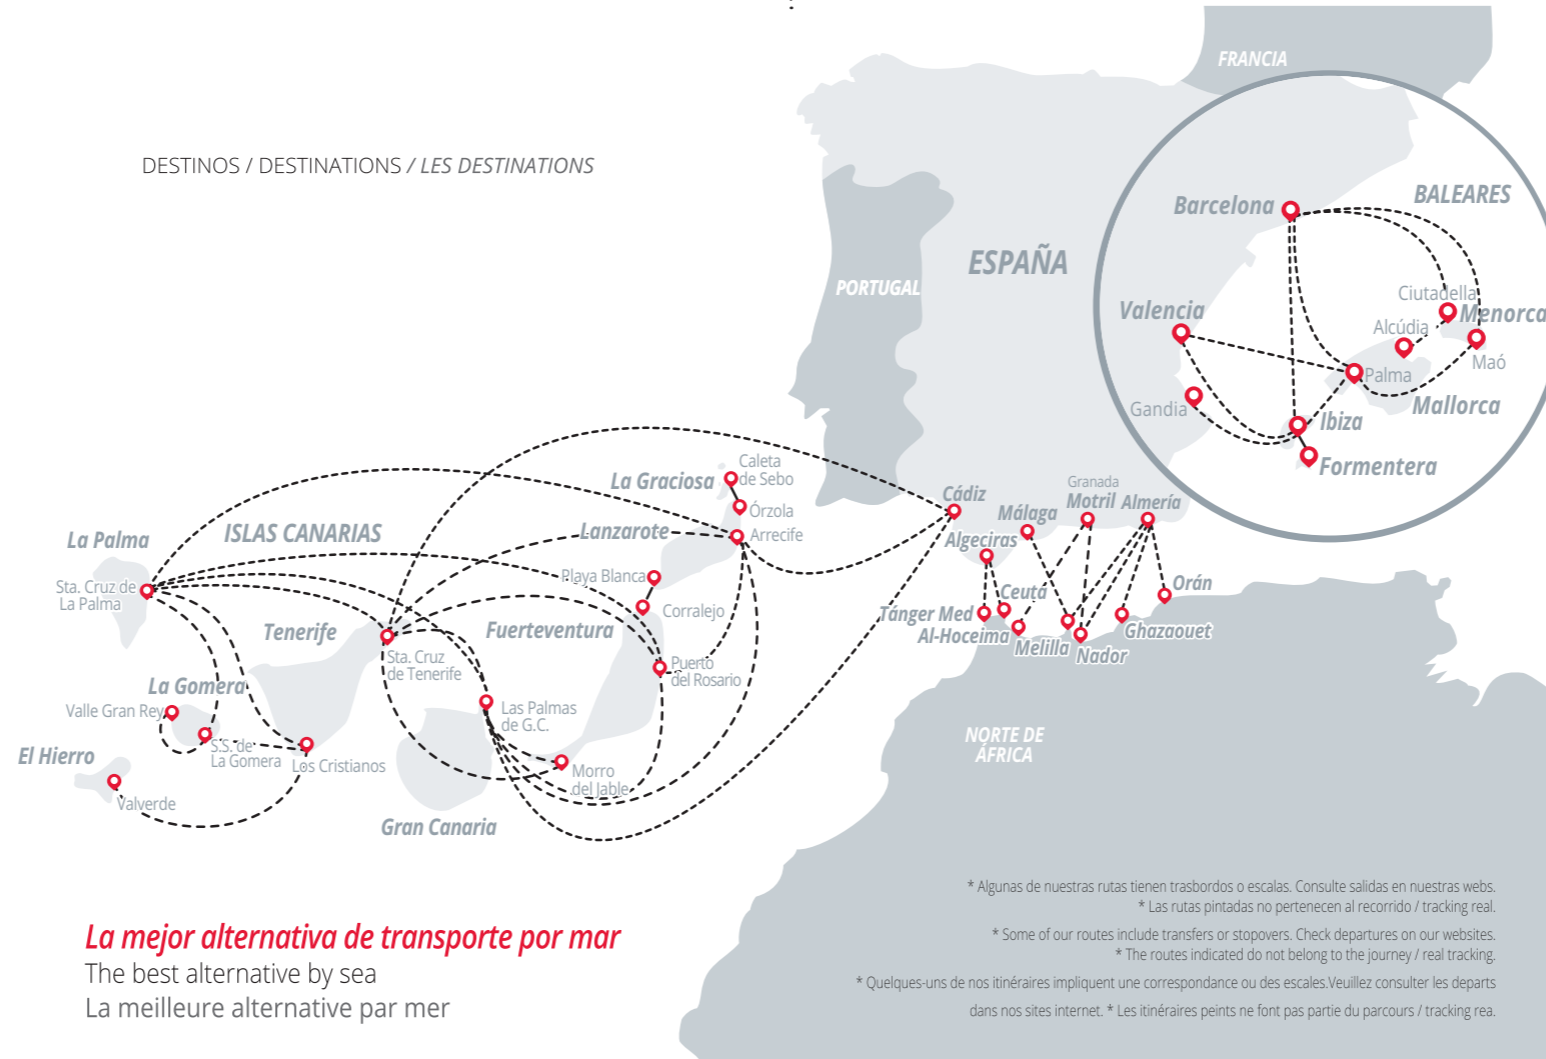 DESTINOS / DESTINATIONS / LES DESTINATIONS
FRANCIA
BALEARES
Barcelona
ESPAÑA
PORTUGAL
Ciutadella
Valencia
Menorca
Alcúdia
Maó
Palma
Gandia
Mallorca
Ibiza
Formentera
Caleta
de Sebo
La Graciosa
Órzola
Granada
Cádiz
Málaga
Motril
Almería
ISLAS CANARIAS
Lanzarote
Arrecife
La Palma
Algeciras
Sta. Cruz de
La Palma
Playa Blanca
Corralejo
Ceuta
Orán
Tánger Med
Al-Hoceima
Melilla
Nador
Ghazaouet
Tenerife
Fuerteventura
Sta. Cruz
de Tenerife
Puerto
del Rosario
La Gomera
Valle Gran Rey
Las Palmas
de G.C.
S.S. de
La Gomera
Los Cristianos
El Hierro
Valverde
Morro
del Jable
Gran Canaria
NORTE DE
ÁFRICA
La mejor alternativa de transporte por mar
The best alternative by sea
La meilleure alternative par mer
* Algunas de nuestras rutas tienen trasbordos o escalas. Consulte salidas en nuestras webs.
* Las rutas pintadas no pertenecen al recorrido / tracking real.
* Some of our routes include transfers or stopovers. Check departures on our websites.
* The routes indicated do not belong to the journey / real tracking.
* Quelques-uns de nos itinéraires impliquent une correspondance ou des escales.Veuillez consulter les departs
dans nos sites internet. * Les itinéraires peints ne font pas partie du parcours / tracking rea.